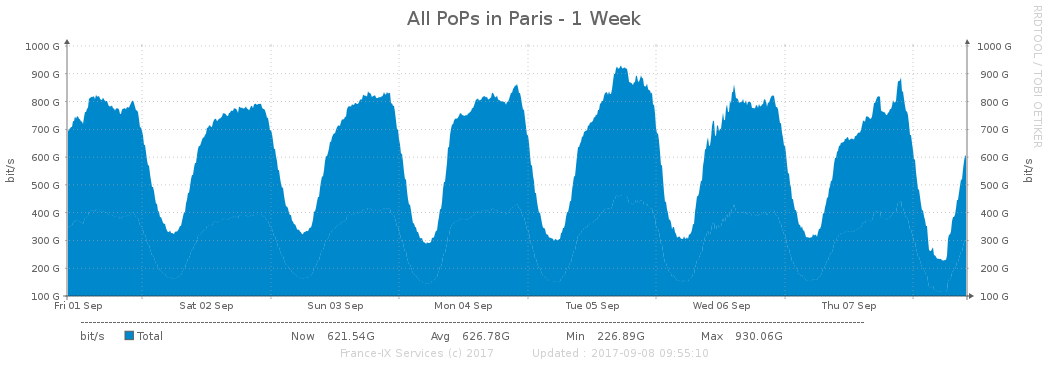 All PoPs in Paris - 1 Week
RRDTOOL / TOBI OETIKER
1000 G 1000 G
900 G 900 G
800 G 800 G
700 G 700 G
600 G 600 G
500 G 500 G
400 G 400 G
300 G 300 G
200 G 200 G
100 G 100 G
bit/s bit/s
Fri 01 Sep Sat 02 Sep Sun 03 Sep Mon 04 Sep Tue 05 Sep Wed 06 Sep Thu 07 Sep
bit/s Total Now 621.54G Avg 626.78G Min 226.89G Max 930.06G
France-IX Services (c) 2017 Updated : 2017-09-08 09:55:10